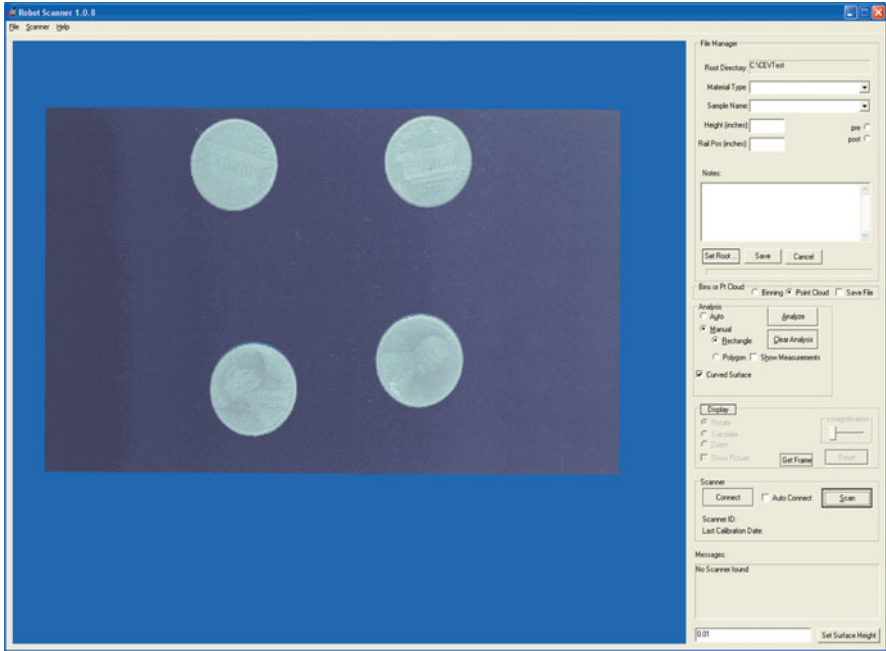 Robot Scanner 1.0.8
File Scanner Help
File Manager
Root Directory: C:\CEVText
Material Type:
Sample Name:
Height (inches)
pre
Rail Pos (inches)
post
Notes:
Set Root ... Save Cancel
Bins or Pt Cloud Binning Point Cloud Save File
Analysis
Auto Analyze
Manual
Rectangle Clear Analysis
Polygon Show Measurements
Curved Surface
Display
Rotate magnification
Translate
Zoom
Show Picture Get Frame Reset
Scanner
Connect Auto Connect Scan
Scanner ID:
Last Calibration Date:
Messages:
No Scanner found
0.01 Set Surface Height